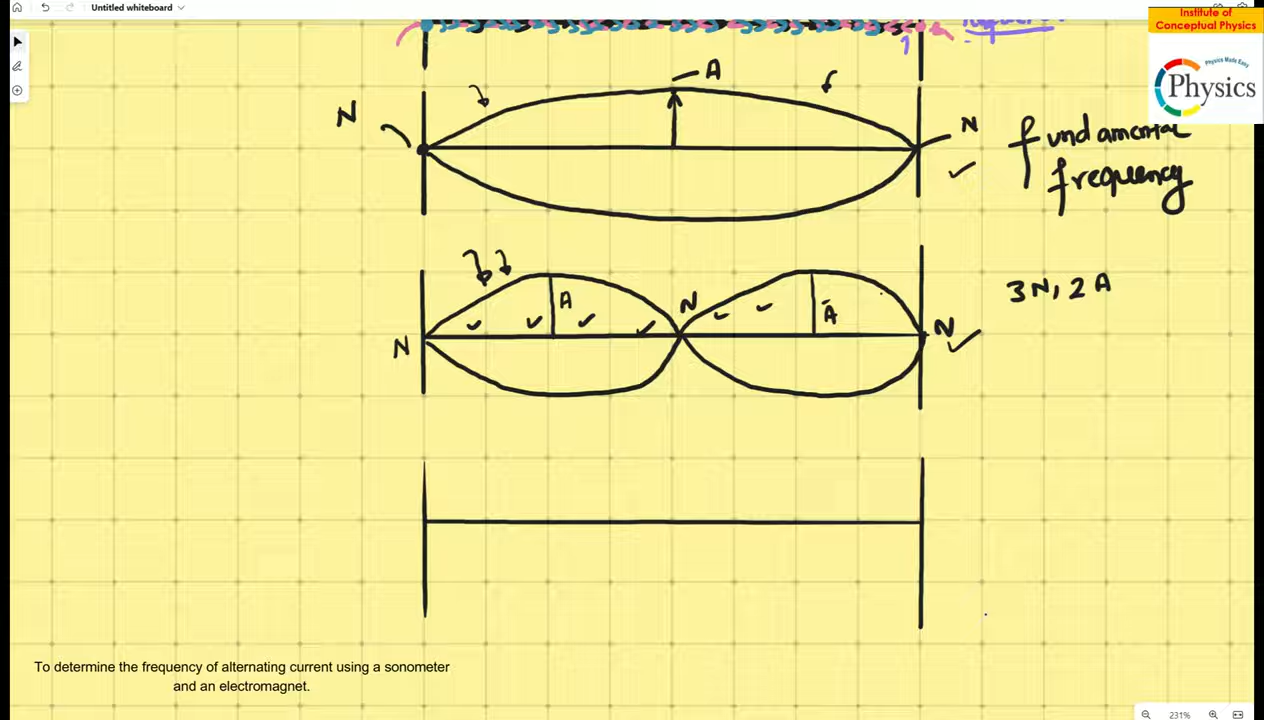 Untitled whiteboard
Institute of
Conceptual Physics
Physics Made Easy
Physics
A
N
N
fundamental
frequency
A
N
A
N
N
3N, 2A
To determine the frequency of alternating current using a sonometer
and an electromagnet.
231%